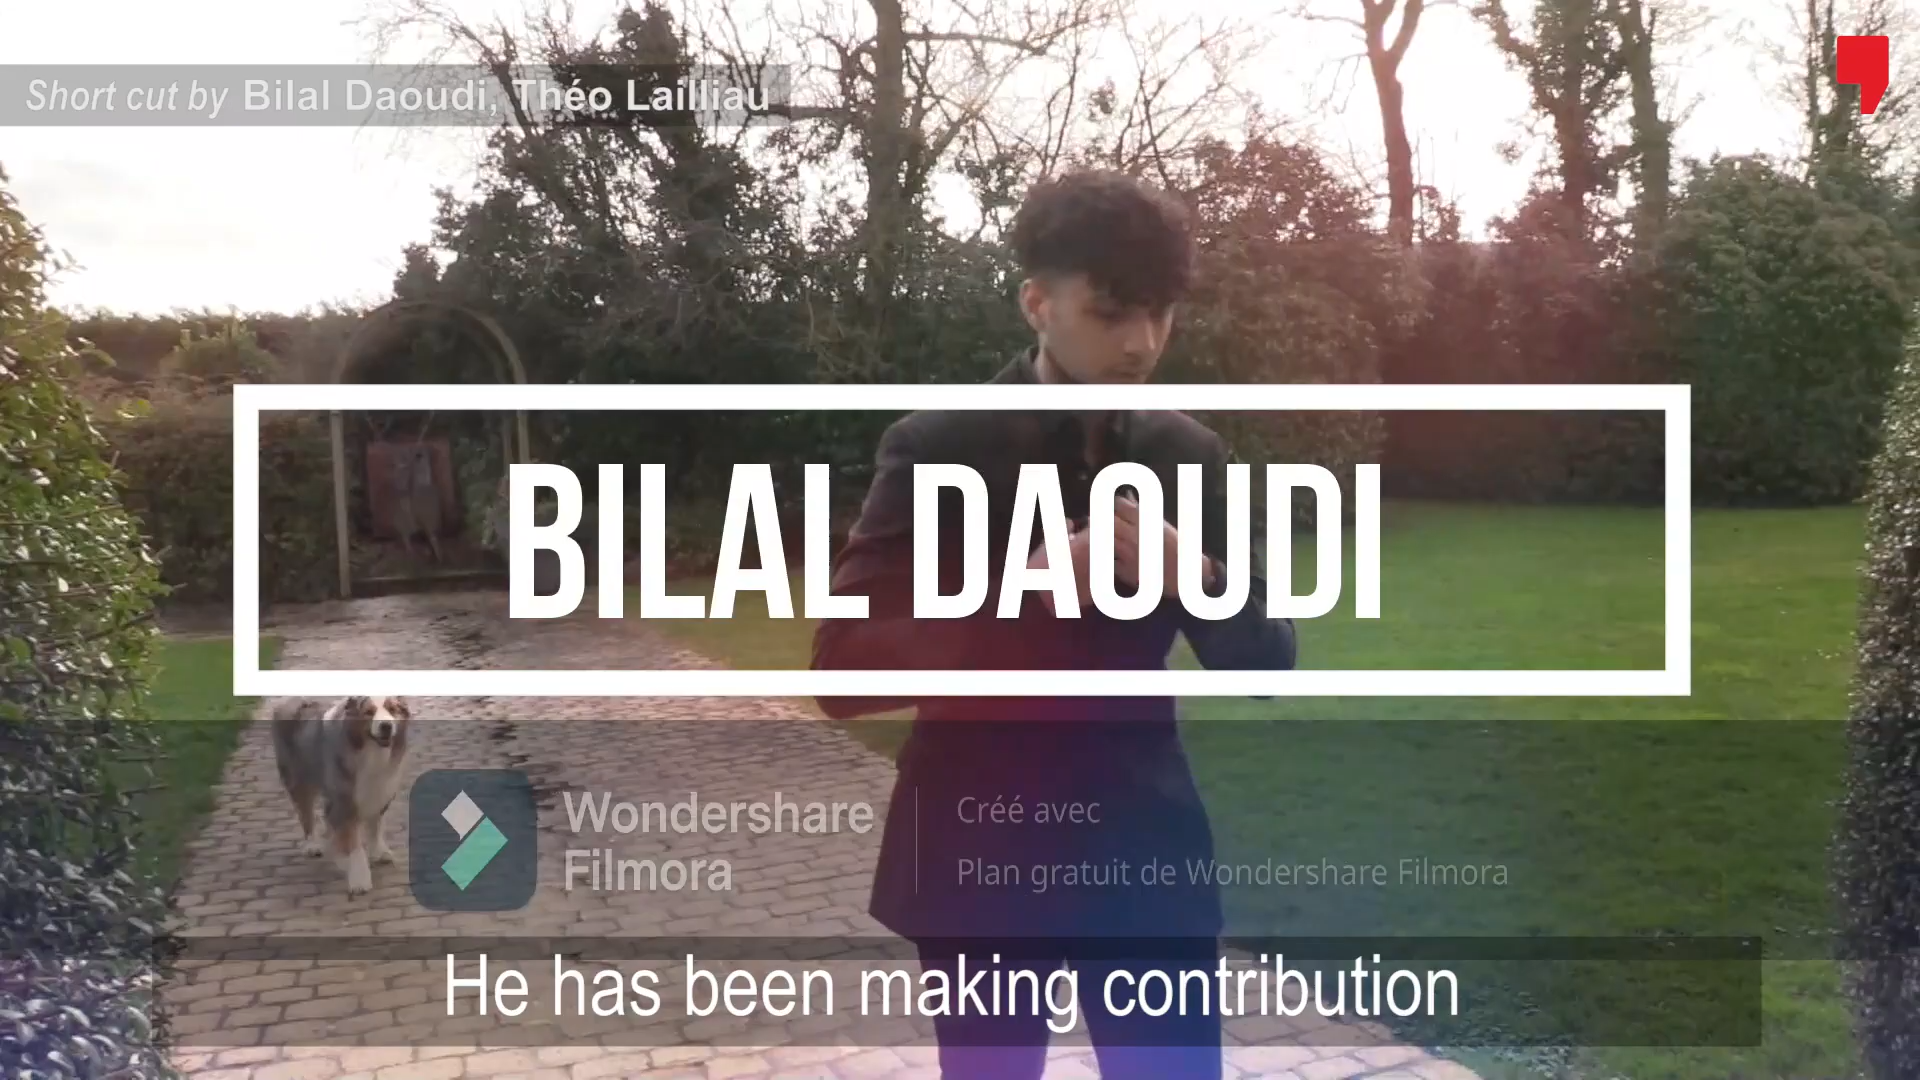 Short cut by Bilal Daoudi, Théo Lailliau
BILAL DAOUDI
Wondershare
Filmora
Créé avec
Plan gratuit de Wondershare Filmora
He has been making contribution